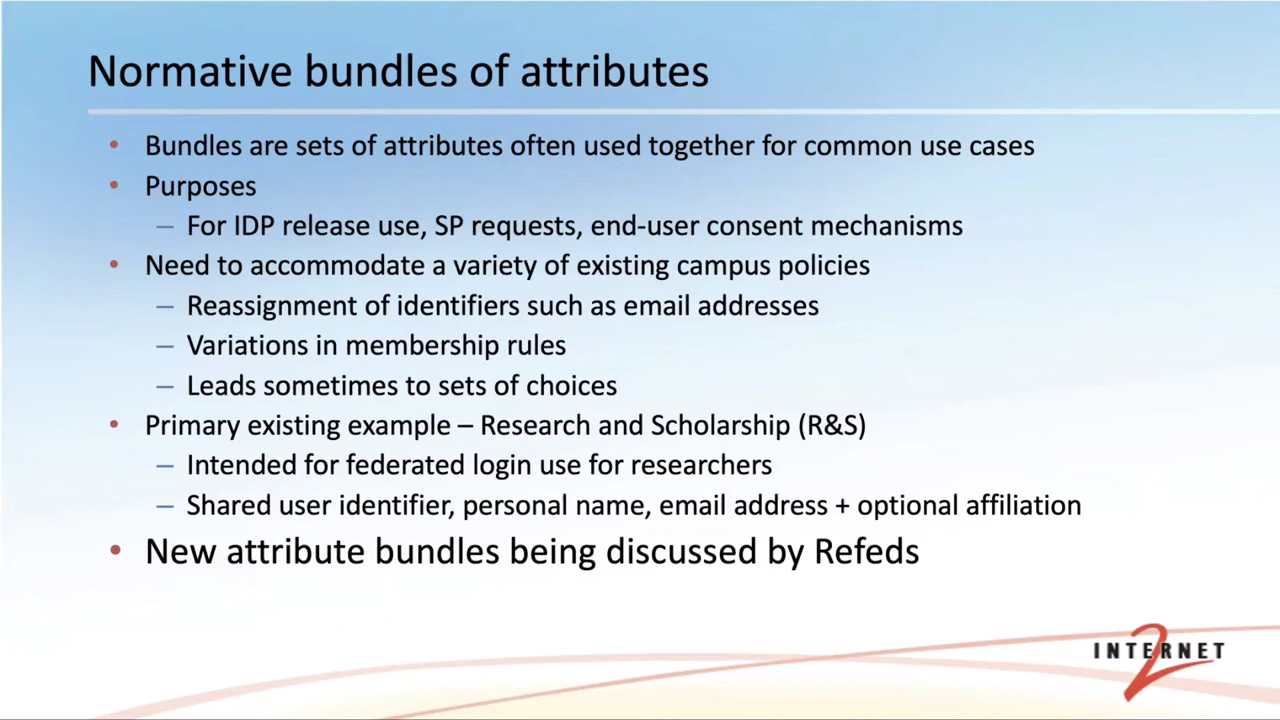 Normative bundles of attributes
• Bundles are sets of attributes often used together for common use cases
• Purposes
– For IDP release use, SP requests, end-user consent mechanisms
• Need to accommodate a variety of existing campus policies
– Reassignment of identifiers such as email addresses
– Variations in membership rules
– Leads sometimes to sets of choices
• Primary existing example – Research and Scholarship (R&S)
– Intended for federated login use for researchers
– Shared user identifier, personal name, email address + optional affiliation
• New attribute bundles being discussed by Refeds
INTERNET 2